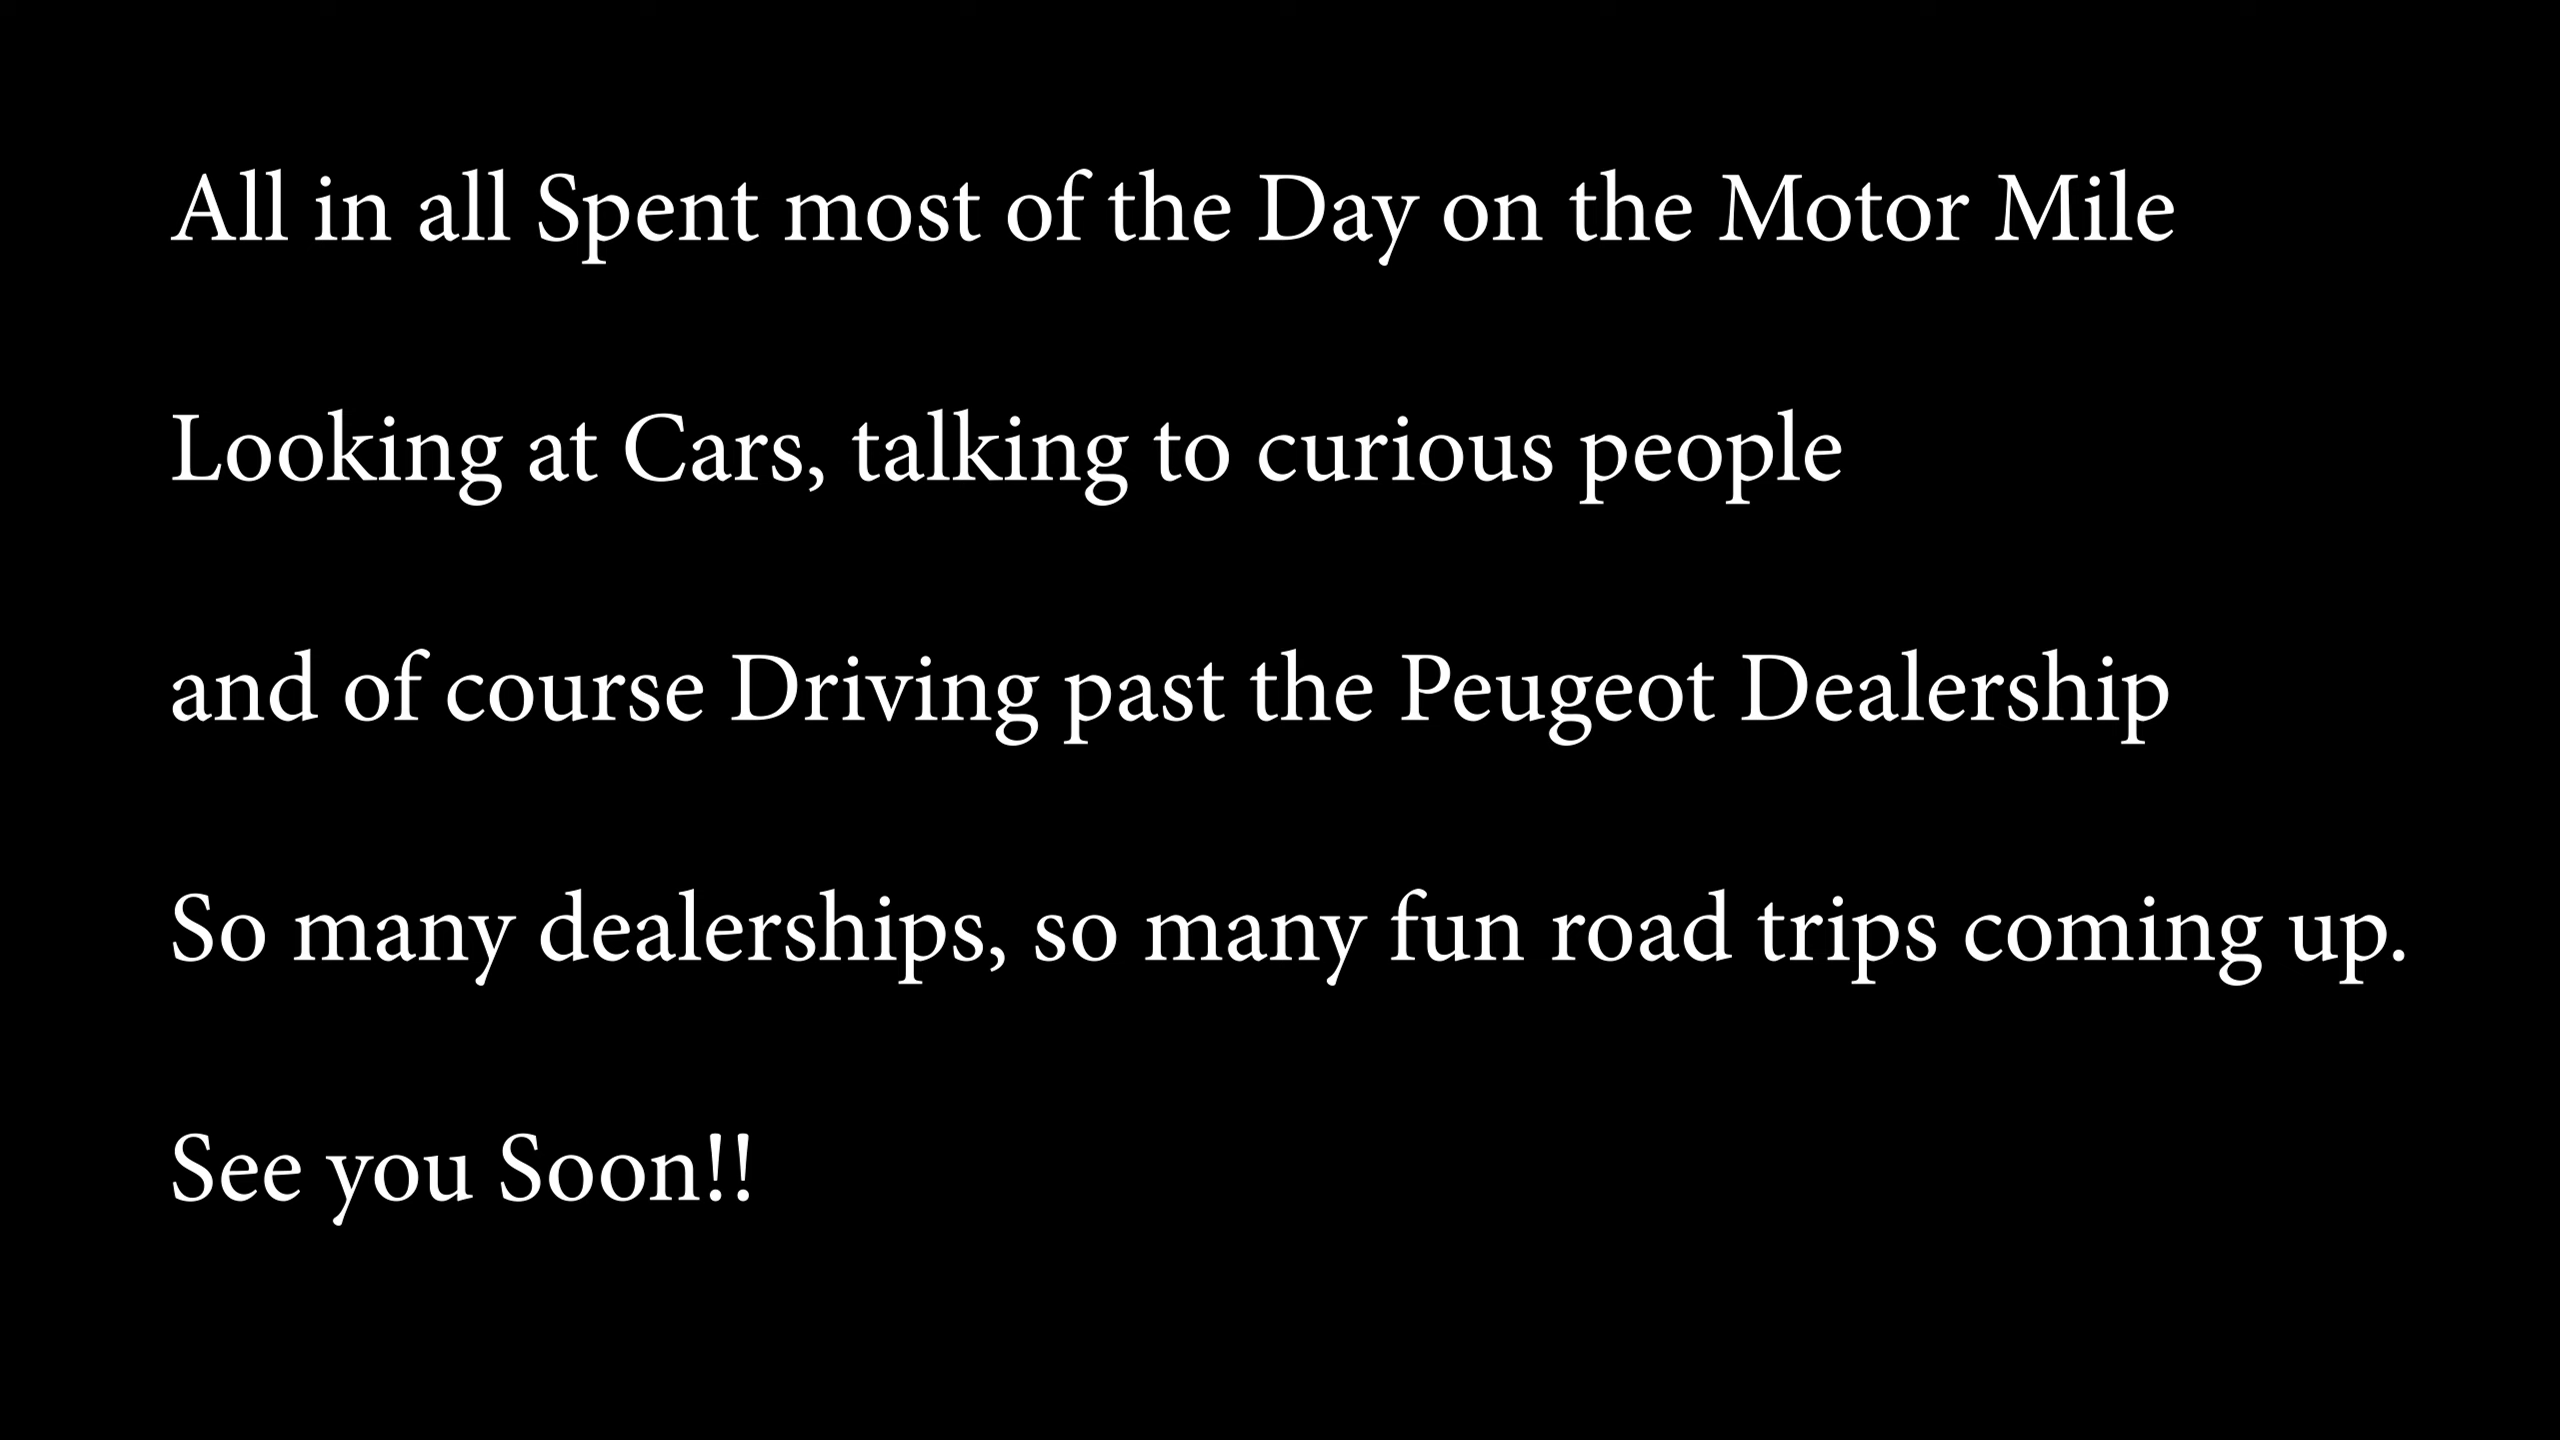 All in all Spent most of the Day on the Motor Mile
Looking at Cars, talking to curious people
and of course Driving past the Peugeot Dealership
So many dealerships, so many fun road trips coming up.
See you Soon!!